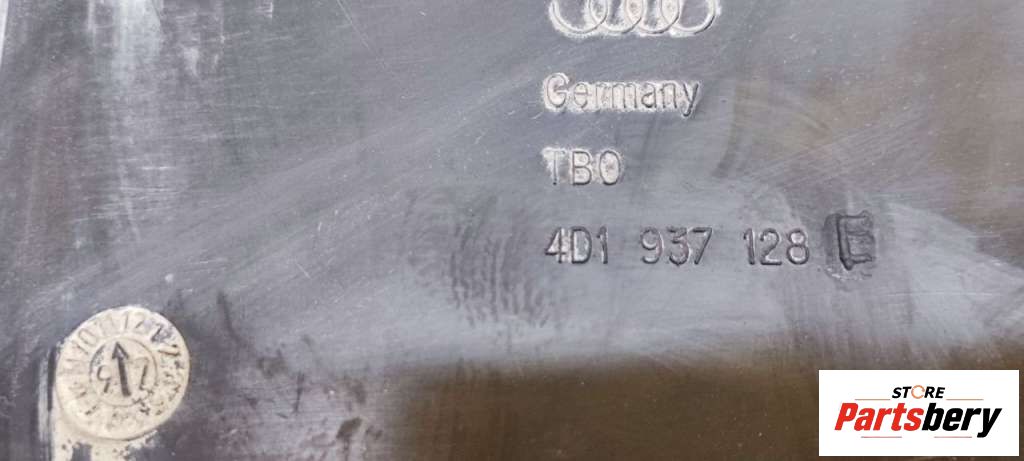 Germany
TBO
4D1 937 128 E
STORE
Partsbery